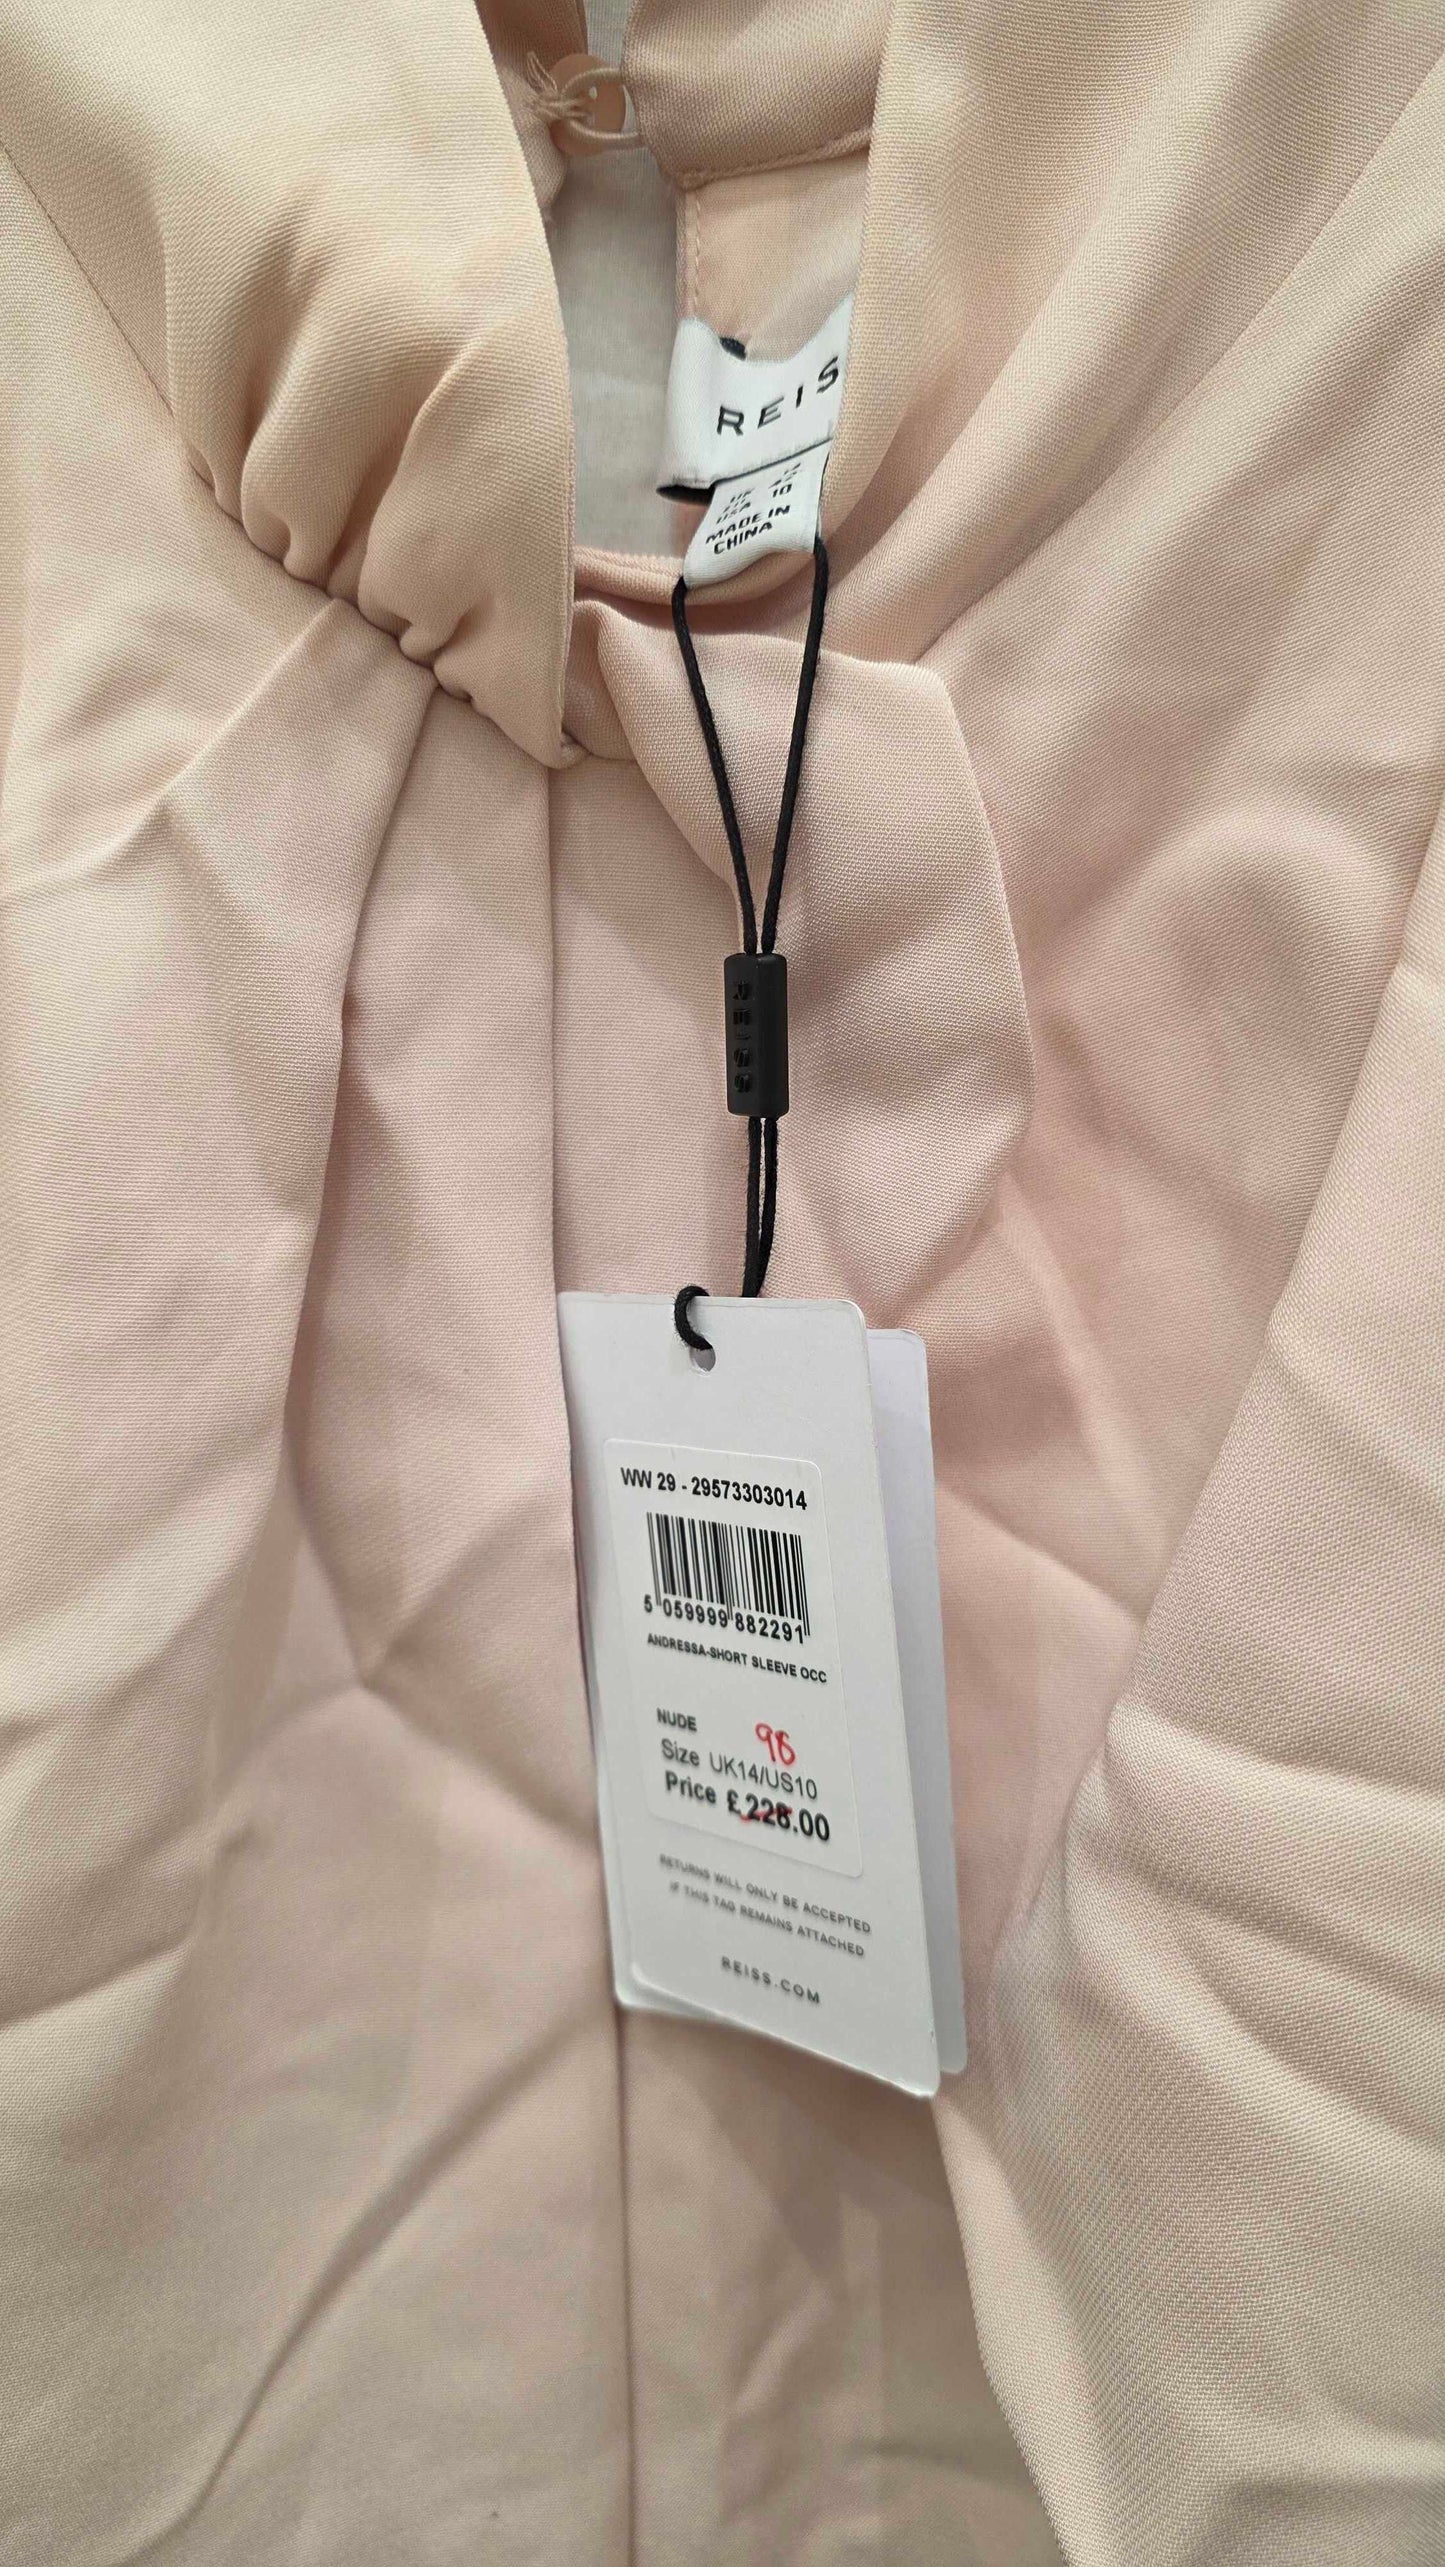 REIS
UK 14
USA 10
MADE IN
CHINA
REISS
WW 29 - 29573303014
5 059999 882291
ANDRESSA-SHORT SLEEVE OCC
NUDE
98
Size UK14/US10
Price £228.00
RETURNS WILL ONLY BE ACCEPTED
IF THIS TAG REMAINS ATTACHED
REISS.COM